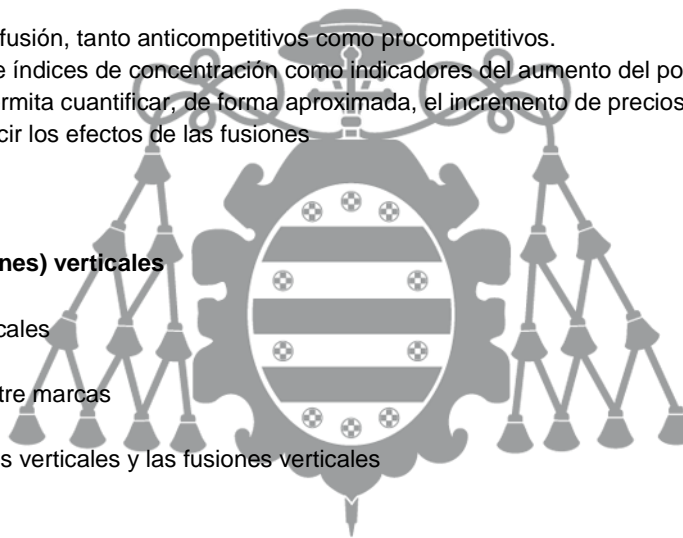 fusión, tanto anticompetitivos como procompetitivos.
e índices de concentración como indicadores del aumento del po
rmita cuantificar, de forma aproximada, el incremento de precios
cir los efectos de las fusiones
nes) verticales
cales
tre marcas
s verticales y las fusiones verticales